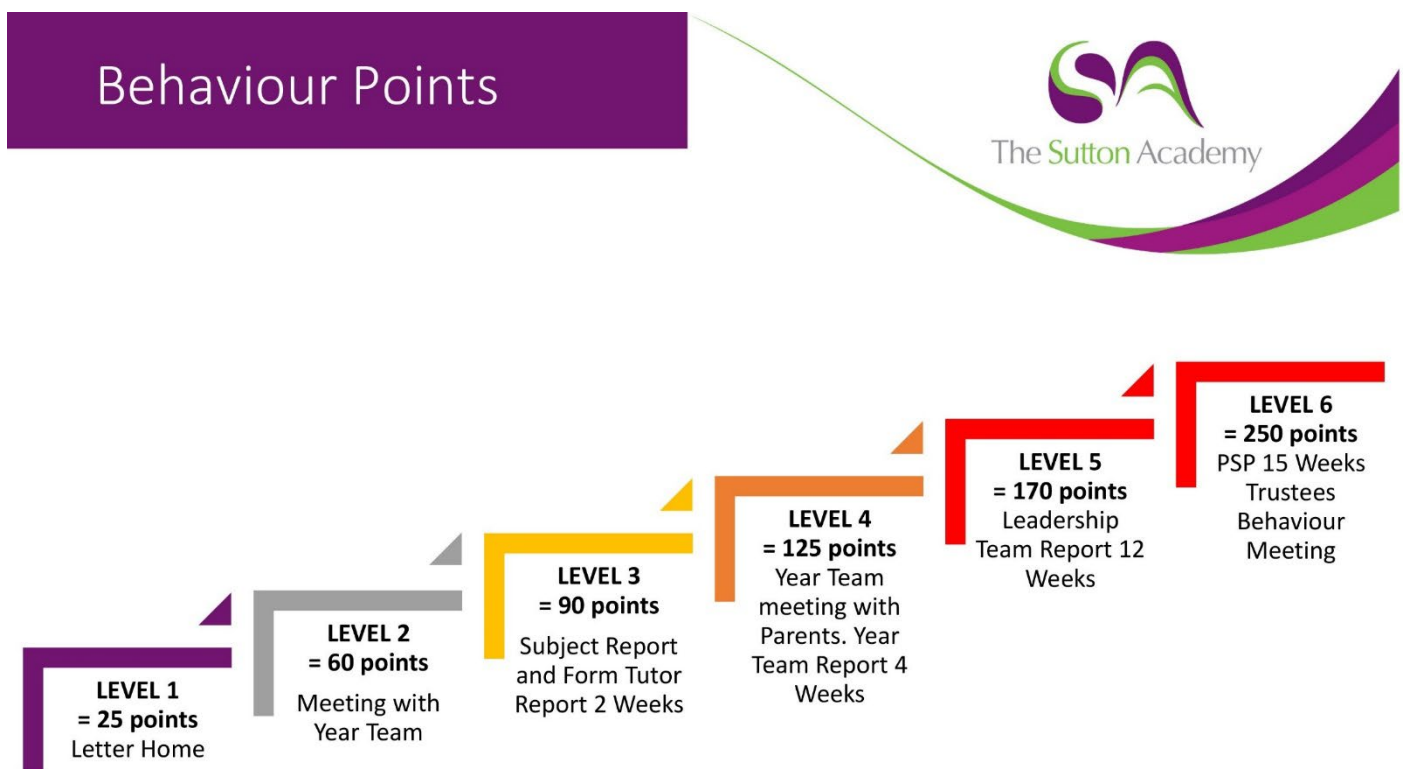 Behaviour Points
SA
The Sutton Academy
LEVEL 1
= 25 points
Letter Home
LEVEL 2
= 60 points
Meeting with
Year Team
LEVEL 3
= 90 points
Subject Report
and Form Tutor
Report 2 Weeks
LEVEL 4
= 125 points
Year Team
meeting with
Parents. Year
Team Report 4
Weeks
LEVEL 5
= 170 points
Leadership
Team Report 12
Weeks
LEVEL 6
= 250 points
PSP 15 Weeks
Trustees
Behaviour
Meeting